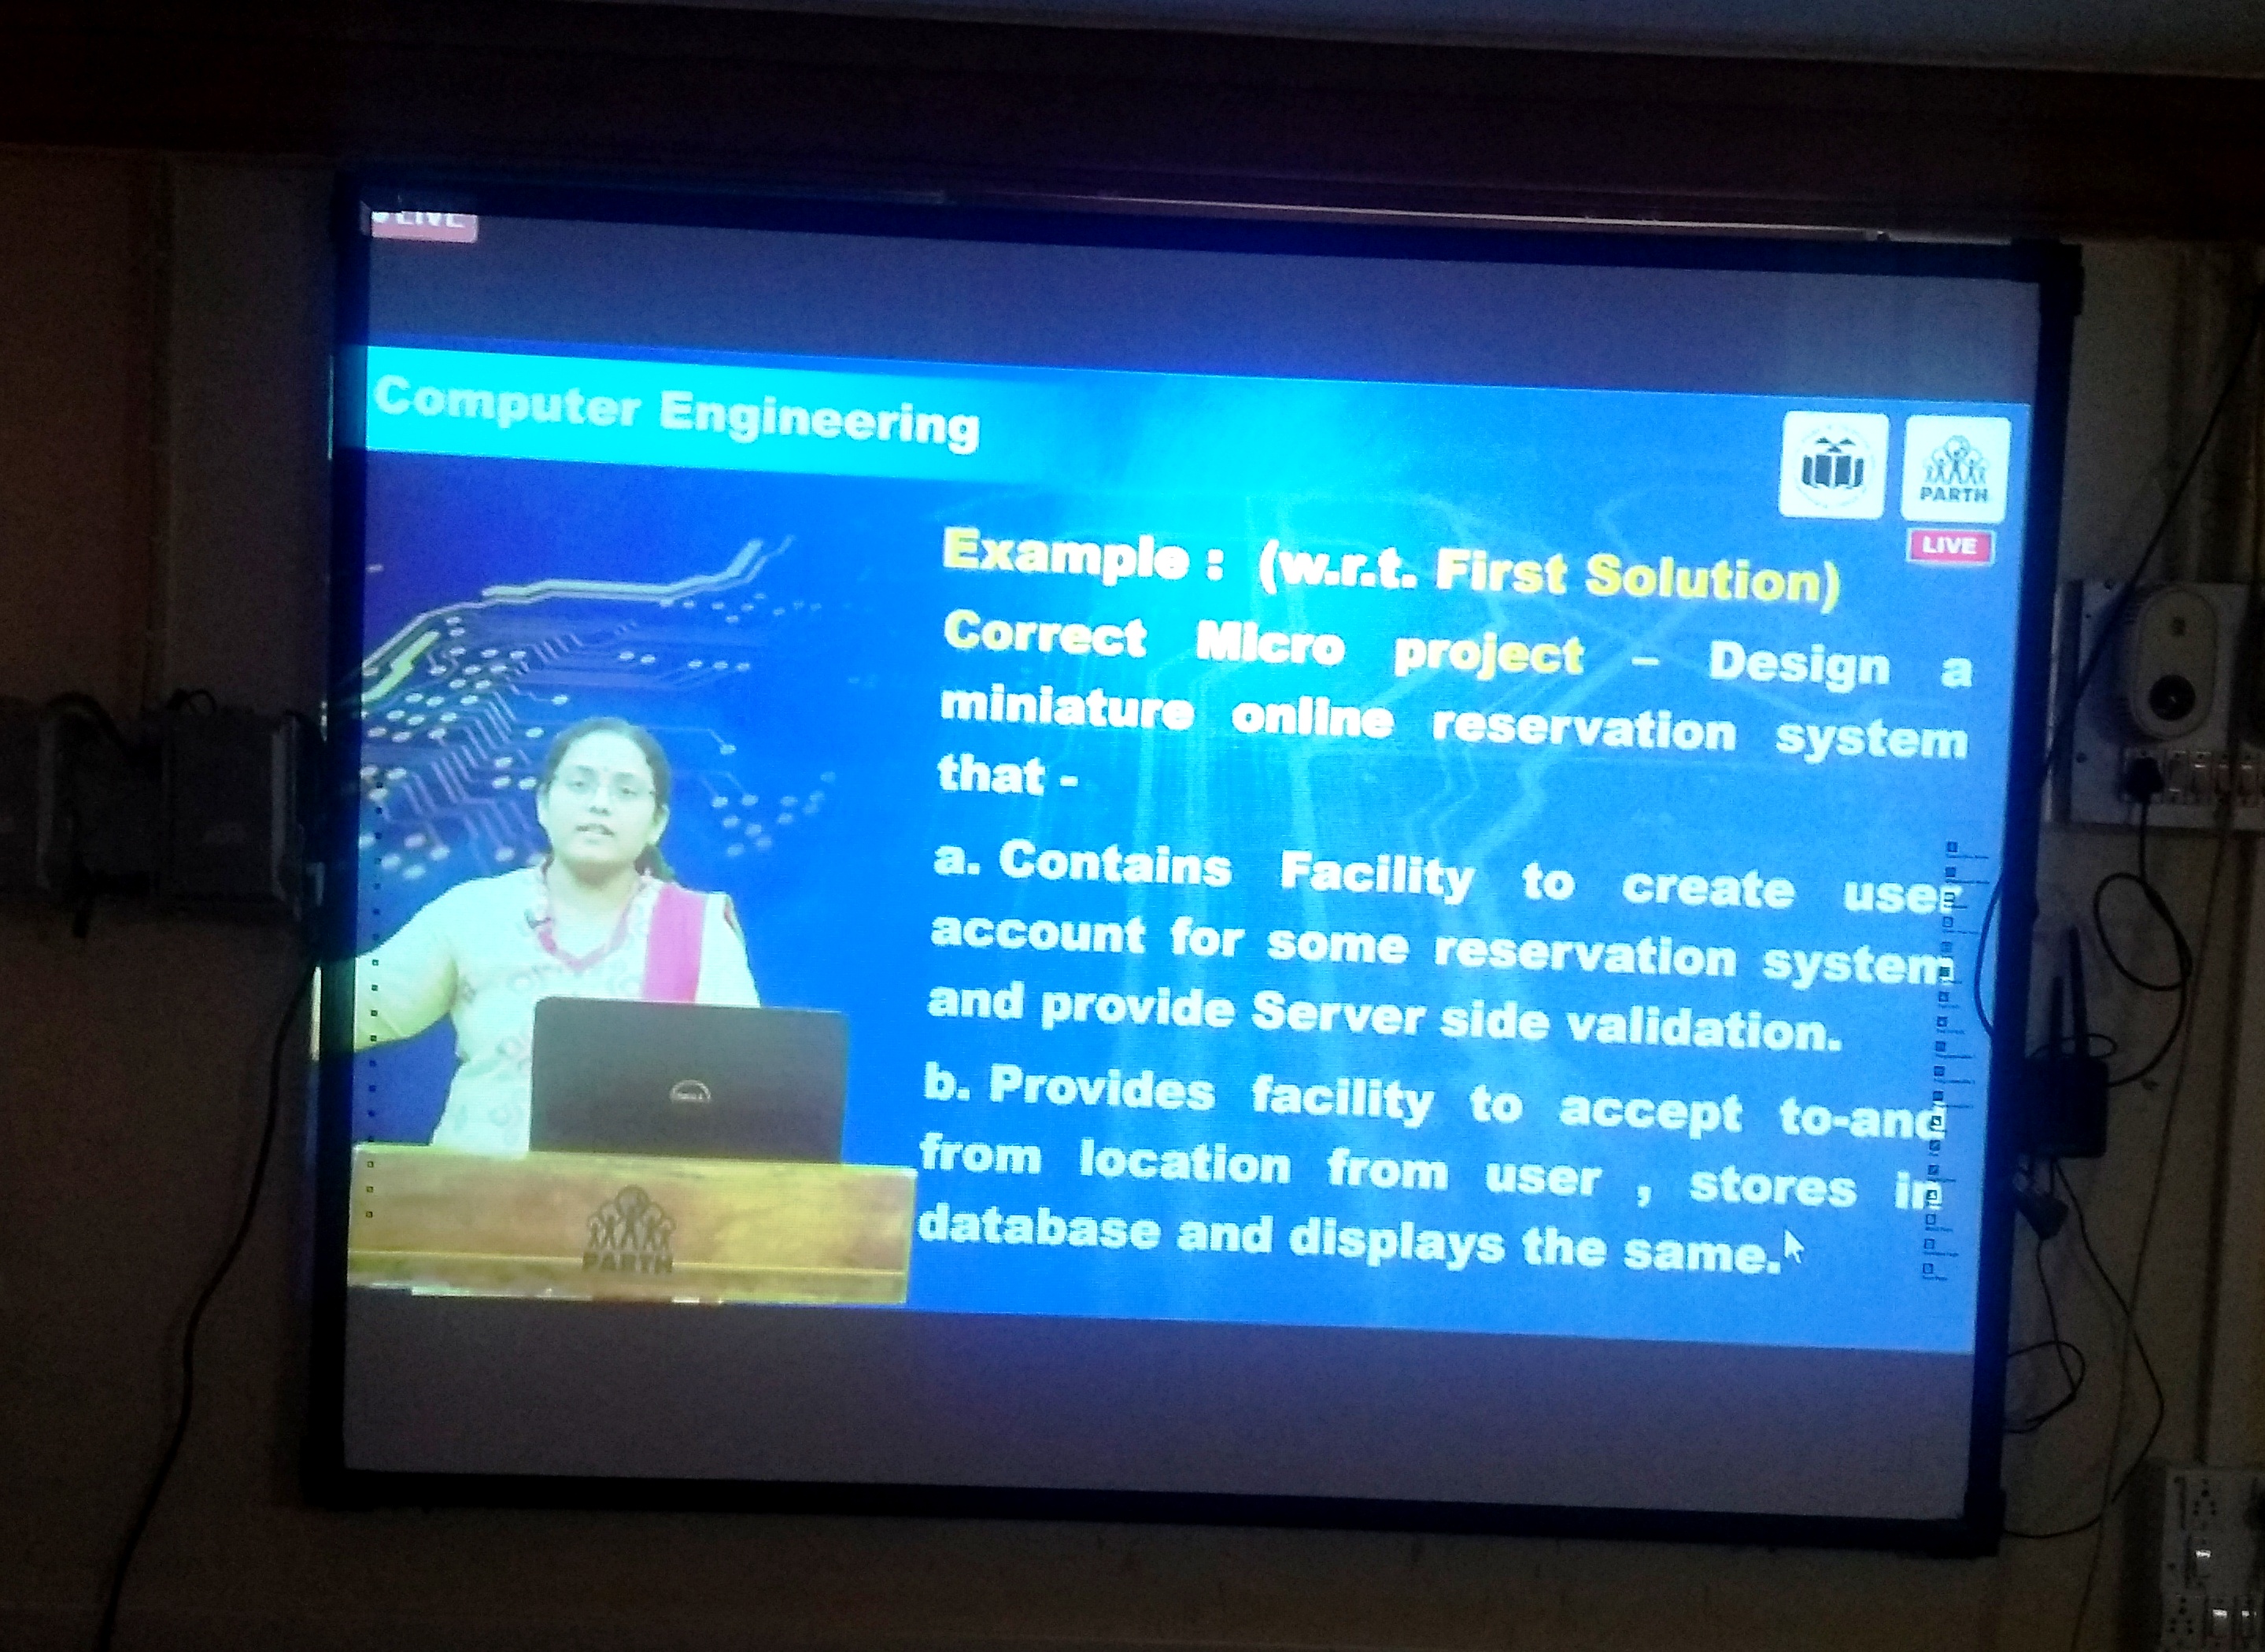 LIVE
Computer Engineering
PARTH
LIVE
Example : (w.r.t. First Solution)
Correct Micro project – Design a
miniature online reservation system
that -
a. Contains Facility to create user
account for some reservation system
and provide Server side validation.
b. Provides facility to accept to-and
from location from user , stores in
database and displays the same.
PARTH